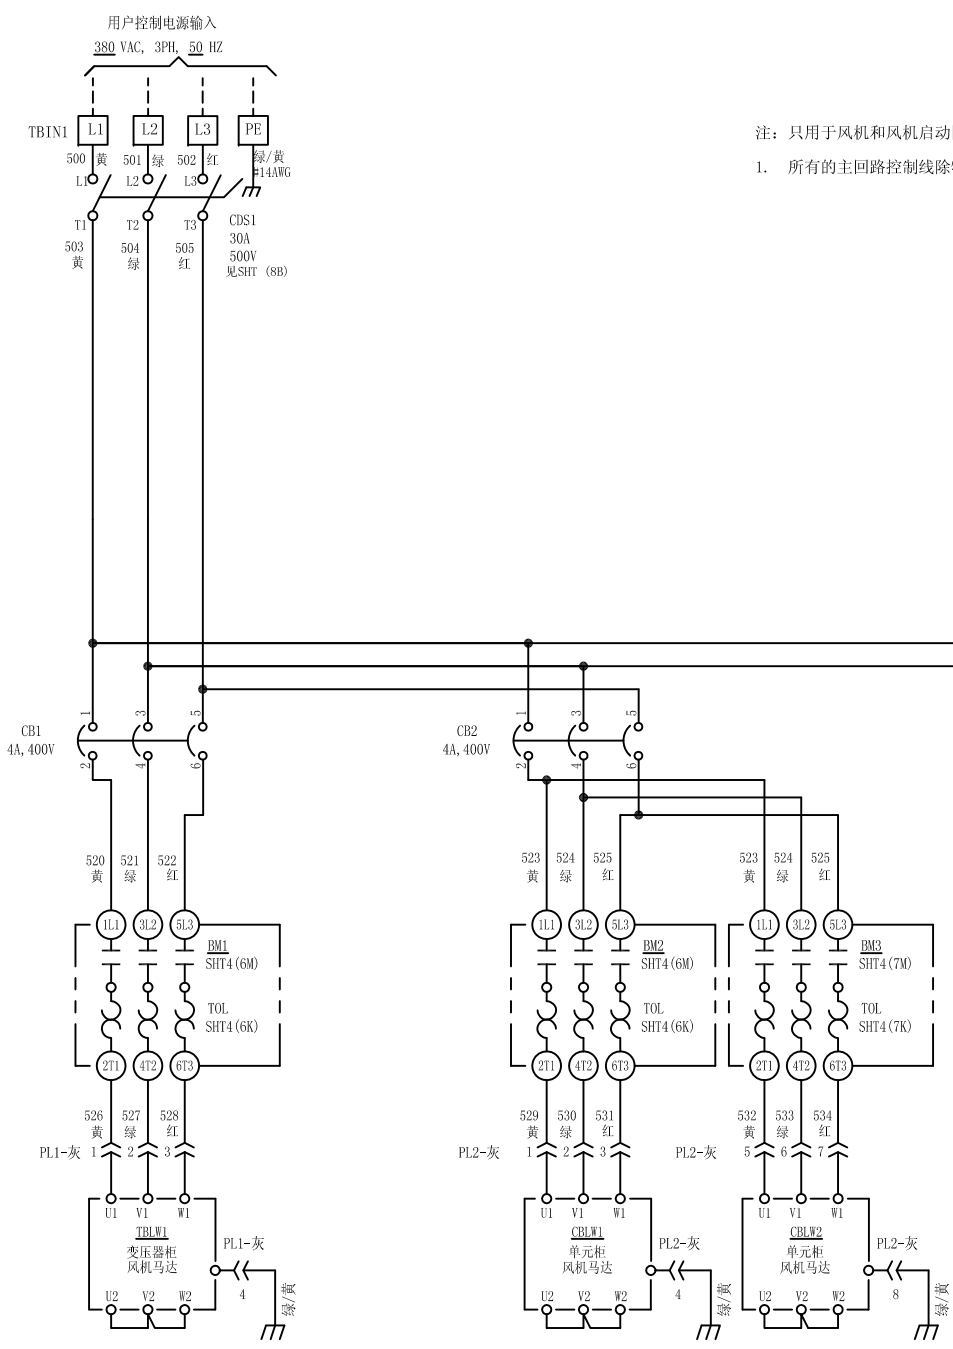 用户控制电源输入
380 VAC, 3PH, 50 HZ
TBIN1 L1 L2 L3 PE
注: 只用于风机和风机启动
500 黄 501 绿 502 红 绿/黄
#14AWG
1. 所有的主回路控制线除
L1 L2 L3
T1 T2 T3 CDS1
30A
500V
见SHT (8B)
503 504 505
黄 绿 红
1 3 5 1 3 5
CB1 CB2
4A, 400V 4A, 400V
2 4 6 2 4 6
520 521 522 523 524 525 523 524 525
黄 绿 红 黄 绿 红 黄 绿 红
1L1 3L2 5L3 1L1 3L2 5L3 1L1 3L2 5L3
BM1 BM2 BM3
SHT4(6M) SHT4(6M) SHT4(7M)
TOL TOL TOL
SHT4(6K) SHT4(6K) SHT4(7K)
2T1 4T2 6T3 2T1 4T2 6T3 2T1 4T2 6T3
526 527 528 529 530 531 532 533 534
黄 绿 红 黄 绿 红 黄 绿 红
PL1-灰 1 2 3 PL2-灰 1 2 3 PL2-灰 5 6 7
U1 V1 W1 U1 V1 W1 U1 V1 W1
TBLW1 CBLW1 CBLW2
变压器柜 单元柜 单元柜
风机马达 风机马达 风机马达
PL1-灰 PL2-灰 PL2-灰
4 4 8
U2 V2 W2 U2 V2 W2 U2 V2 W2
绿/黄 绿/黄 绿/黄